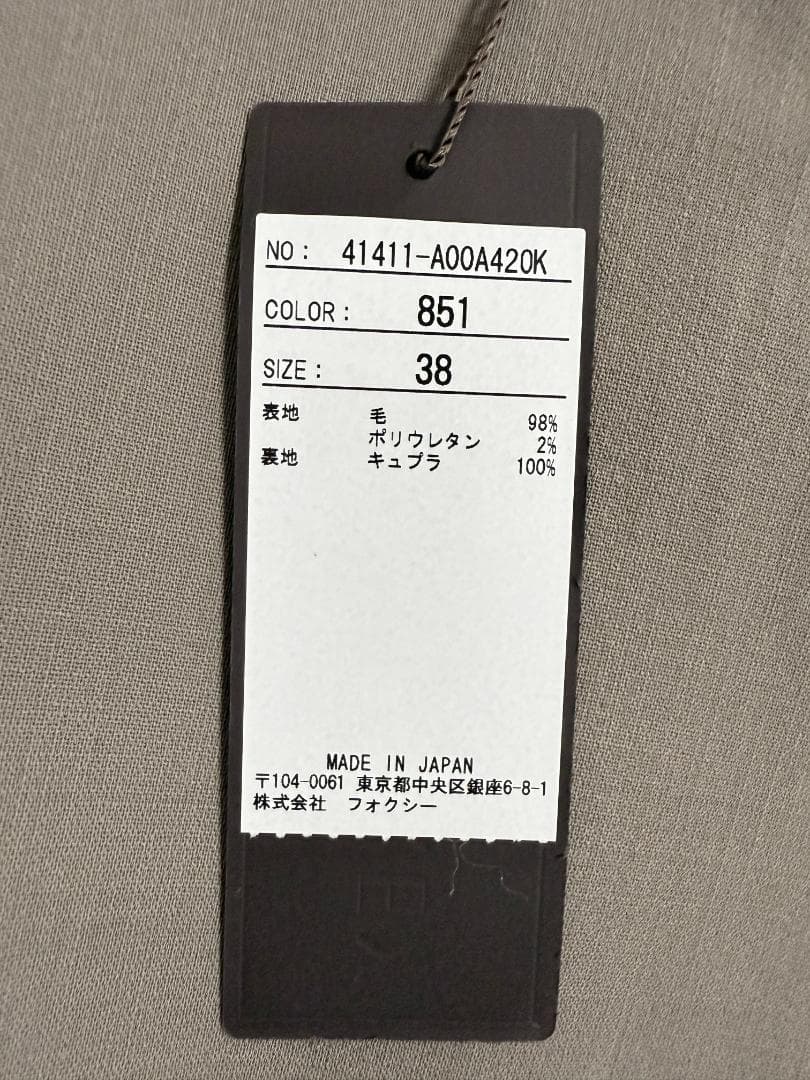 NO : 41411-A00A420K
COLOR : 851
SIZE : 38
表地 毛 98%
ポリウレタン 2%
裏地 キュプラ 100%
MADE IN JAPAN
〒104-0061 東京都中央区銀座6-8-1
株式会社 フォクシー